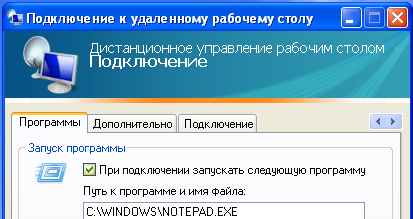 Подключение к удаленному рабочему столу
Дистанционное управление рабочим столом
Подключение
Программы Дополнительно Подключение
Запуск программы
При подключении запускать следующую программу
Путь к программе и имя файла:
C:\WINDOWS\NOTEPAD.EXE